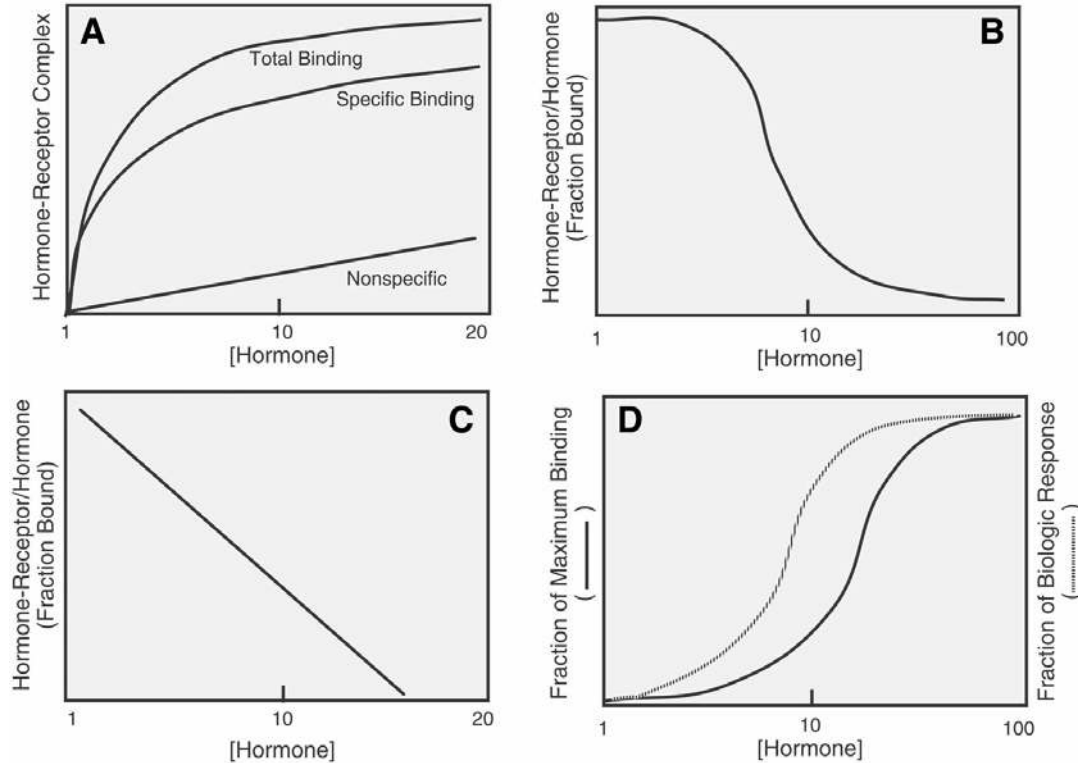 A
Hormone-Receptor Complex
Total Binding
Specific Binding
Nonspecific
1
10
20
[Hormone]
B
Hormone-Receptor/Hormone
(Fraction Bound)
1
10
100
[Hormone]
C
Hormone-Receptor/Hormone
(Fraction Bound)
1
10
20
[Hormone]
D
Fraction of Maximum Binding
( )
Fraction of Biologic Response
( )
1
10
100
[Hormone]